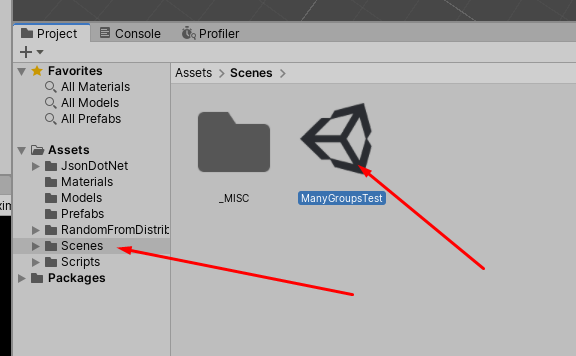 Project
Console
Profiler
Assets > Scenes >
Favorites
All Materials
All Models
All Prefabs
Assets
JsonDotNet
Materials
Models
Prefabs
RandomFromDistrib
Scenes
Scripts
Packages
_MISC
ManyGroupsTest